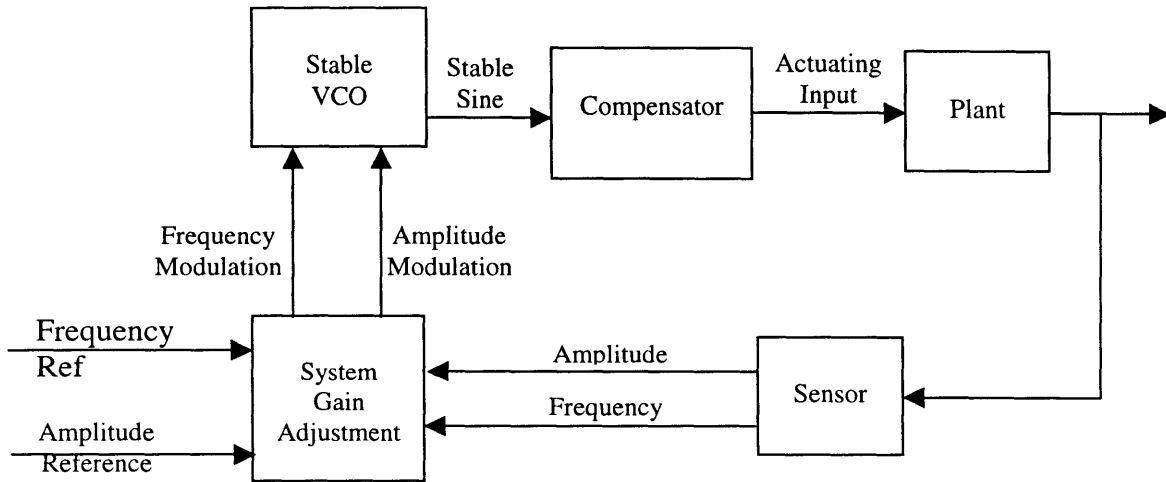 Stable
VCO
Stable
Sine
Compensator
Actuating
Input
Plant
Frequency
Modulation
Amplitude
Modulation
Frequency
Ref
Amplitude
Reference
System
Gain
Adjustment
Amplitude
Frequency
Sensor